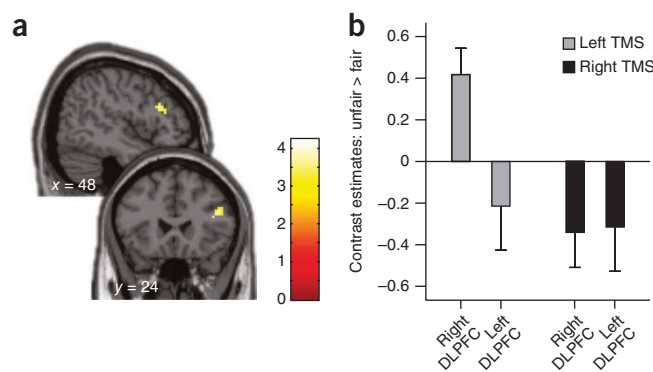 a
x = 48
y = 24
4
3
2
1
0
b
Contrast estimates: unfair > fair
0.6
0.4
0.2
0
−0.2
−0.4
−0.6
Left TMS
Right TMS
Right
DLPFC
Left
DLPFC
Right
DLPFC
Left
DLPFC